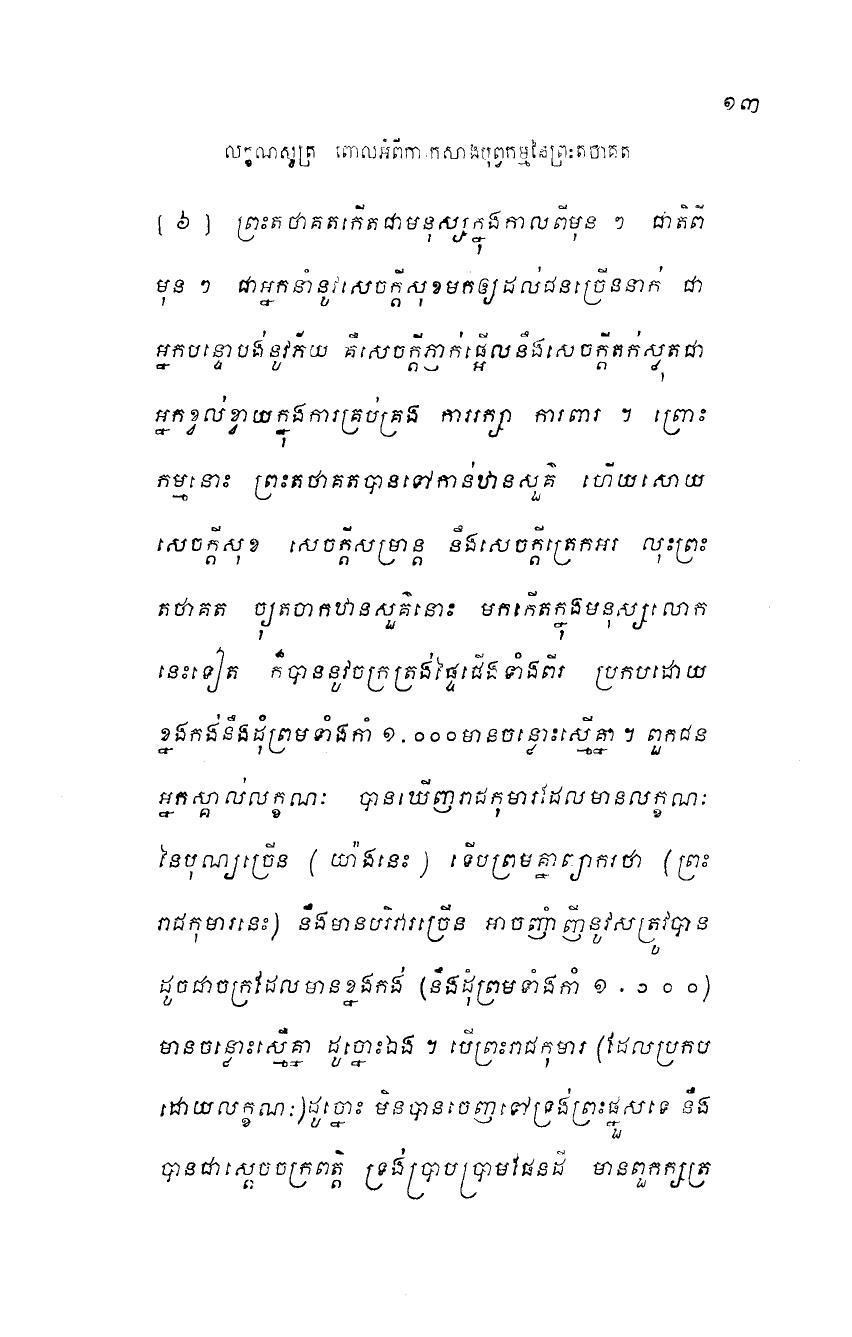 ១៣
លក្ខណសូត្រ ពោលអំពីការកសាងបុព្វកម្មនៃព្រះតថាគត
[ ៦ ] ព្រះតថាគតកើតជាមនុស្សក្នុងកាលពីមុន ៗ ជាតិពី
មុន ៗ ជាអ្នកនាំនូវសេចក្តីសុខមកឲ្យដល់ជនច្រើននាក់ ជា
អ្នកបន្ទោបង់នូវភ័យ គឺសេចក្តីភ្ញាក់ផ្អើលនឹងសេចក្តីតក់ស្លុតជា
អ្នកខ្វល់ខ្វាយក្នុងការគ្រប់គ្រង ការរក្សា ការពារ ។ ព្រោះ
កម្មនោះ ព្រះតថាគតបានទៅកាន់ឋានសួគ៌ ហើយសោយ
សេចក្តីសុខ សេចក្តីសម្រាន្ត នឹងសេចក្តីត្រេកអរ លុះព្រះ
តថាគត ច្យុតចាកឋានសួគ៌នោះ មកកើតក្នុងមនុស្សលោក
នេះទៀត ក៏បាននូវចក្រត្រង់ផ្ទៃជើងទាំងពីរ ប្រកបដោយ
ខ្នងកង់នឹងដុំព្រមទាំងកាំ ១.០០០មានចន្លោះស្មើគ្នា ។ ពួកជន
អ្នកស្គាល់លក្ខណៈ បានឃើញរាជកុមារដែលមានលក្ខណៈ
នៃបុណ្យច្រើន ( យ៉ាងនេះ ) ទើបព្រមគ្នាព្យាករថា (ព្រះ
រាជកុមារនេះ) នឹងមានបរិវារច្រើន អាចញាំញីនូវសត្រូវបាន
ដូចជាចក្រដែលមានខ្នងកង់ (នឹងដុំព្រមទាំងកាំ ១.០០០)
មានចន្លោះស្មើគ្នា ដូច្នោះឯង ។ បើព្រះរាជកុមារ (ដែលប្រកប
ដោយលក្ខណៈ)ដូច្នោះ មិនបានចេញទៅទ្រង់ព្រះផ្នួសទេ នឹង
បានជាស្តេចចក្រពត្តិ ទ្រង់ប្រាបប្រាមផែនដី មានពួកក្សត្រ